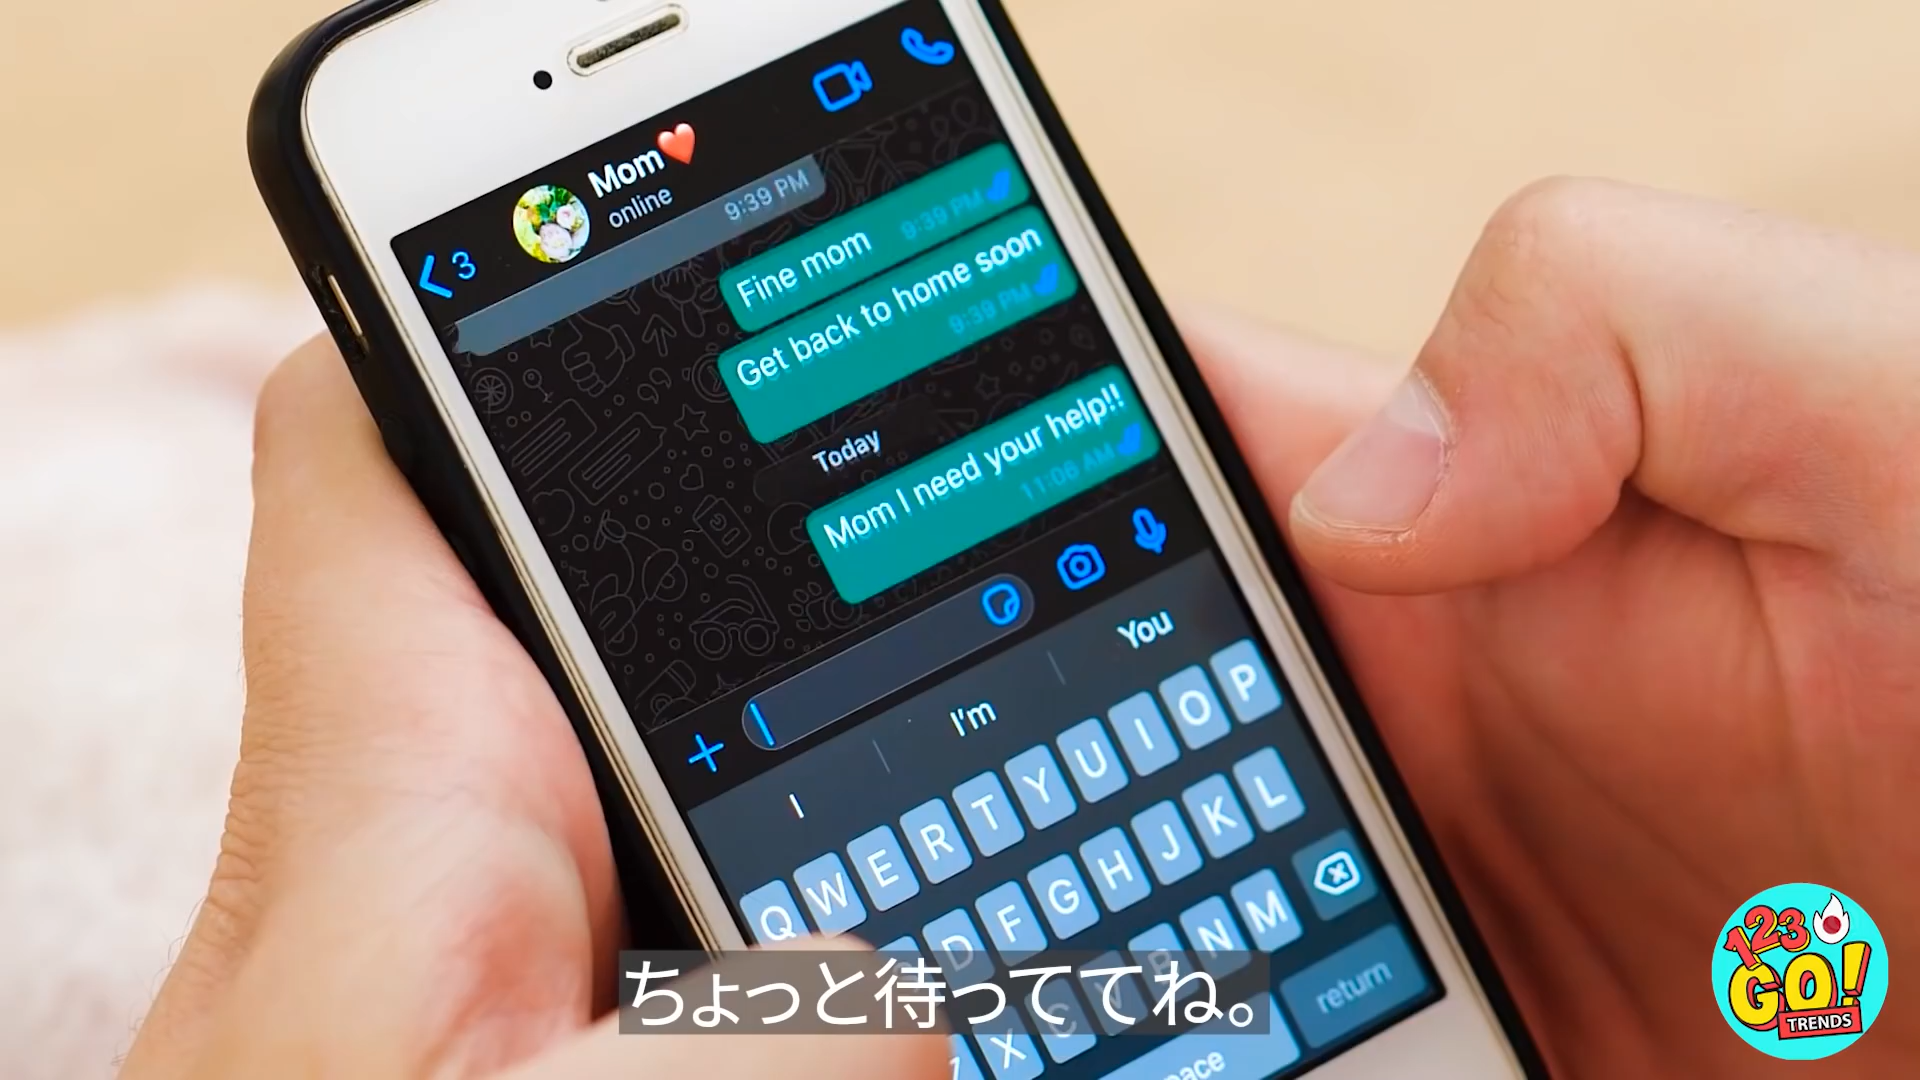 Mom❤️
online
3
9:39 PM
Fine mom
9:39 PM
Get back to home soon
9:39 PM
Today
Mom I need your help!!
11:08 AM
I
I'm
You
Q W E R T Y U I O P
D F G H J K L
X C V B N M
return
ちょっと待っててね。
123 GO!
TRENDS